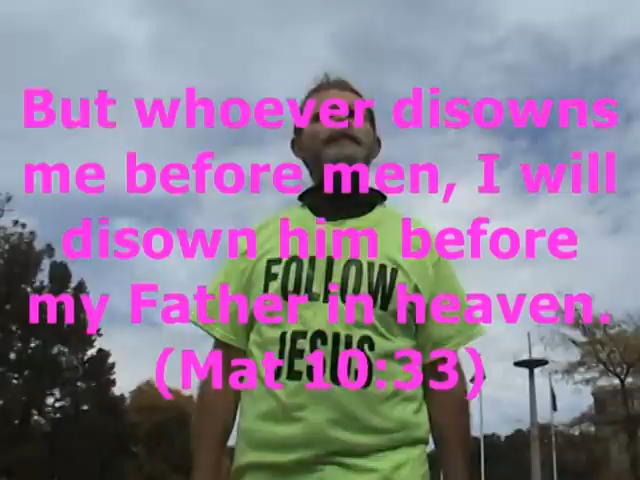 But whoever disowns
me before men, I will
disown him before
my Father in heaven.
(Mat 10:33)
FOLLOW
JESUS